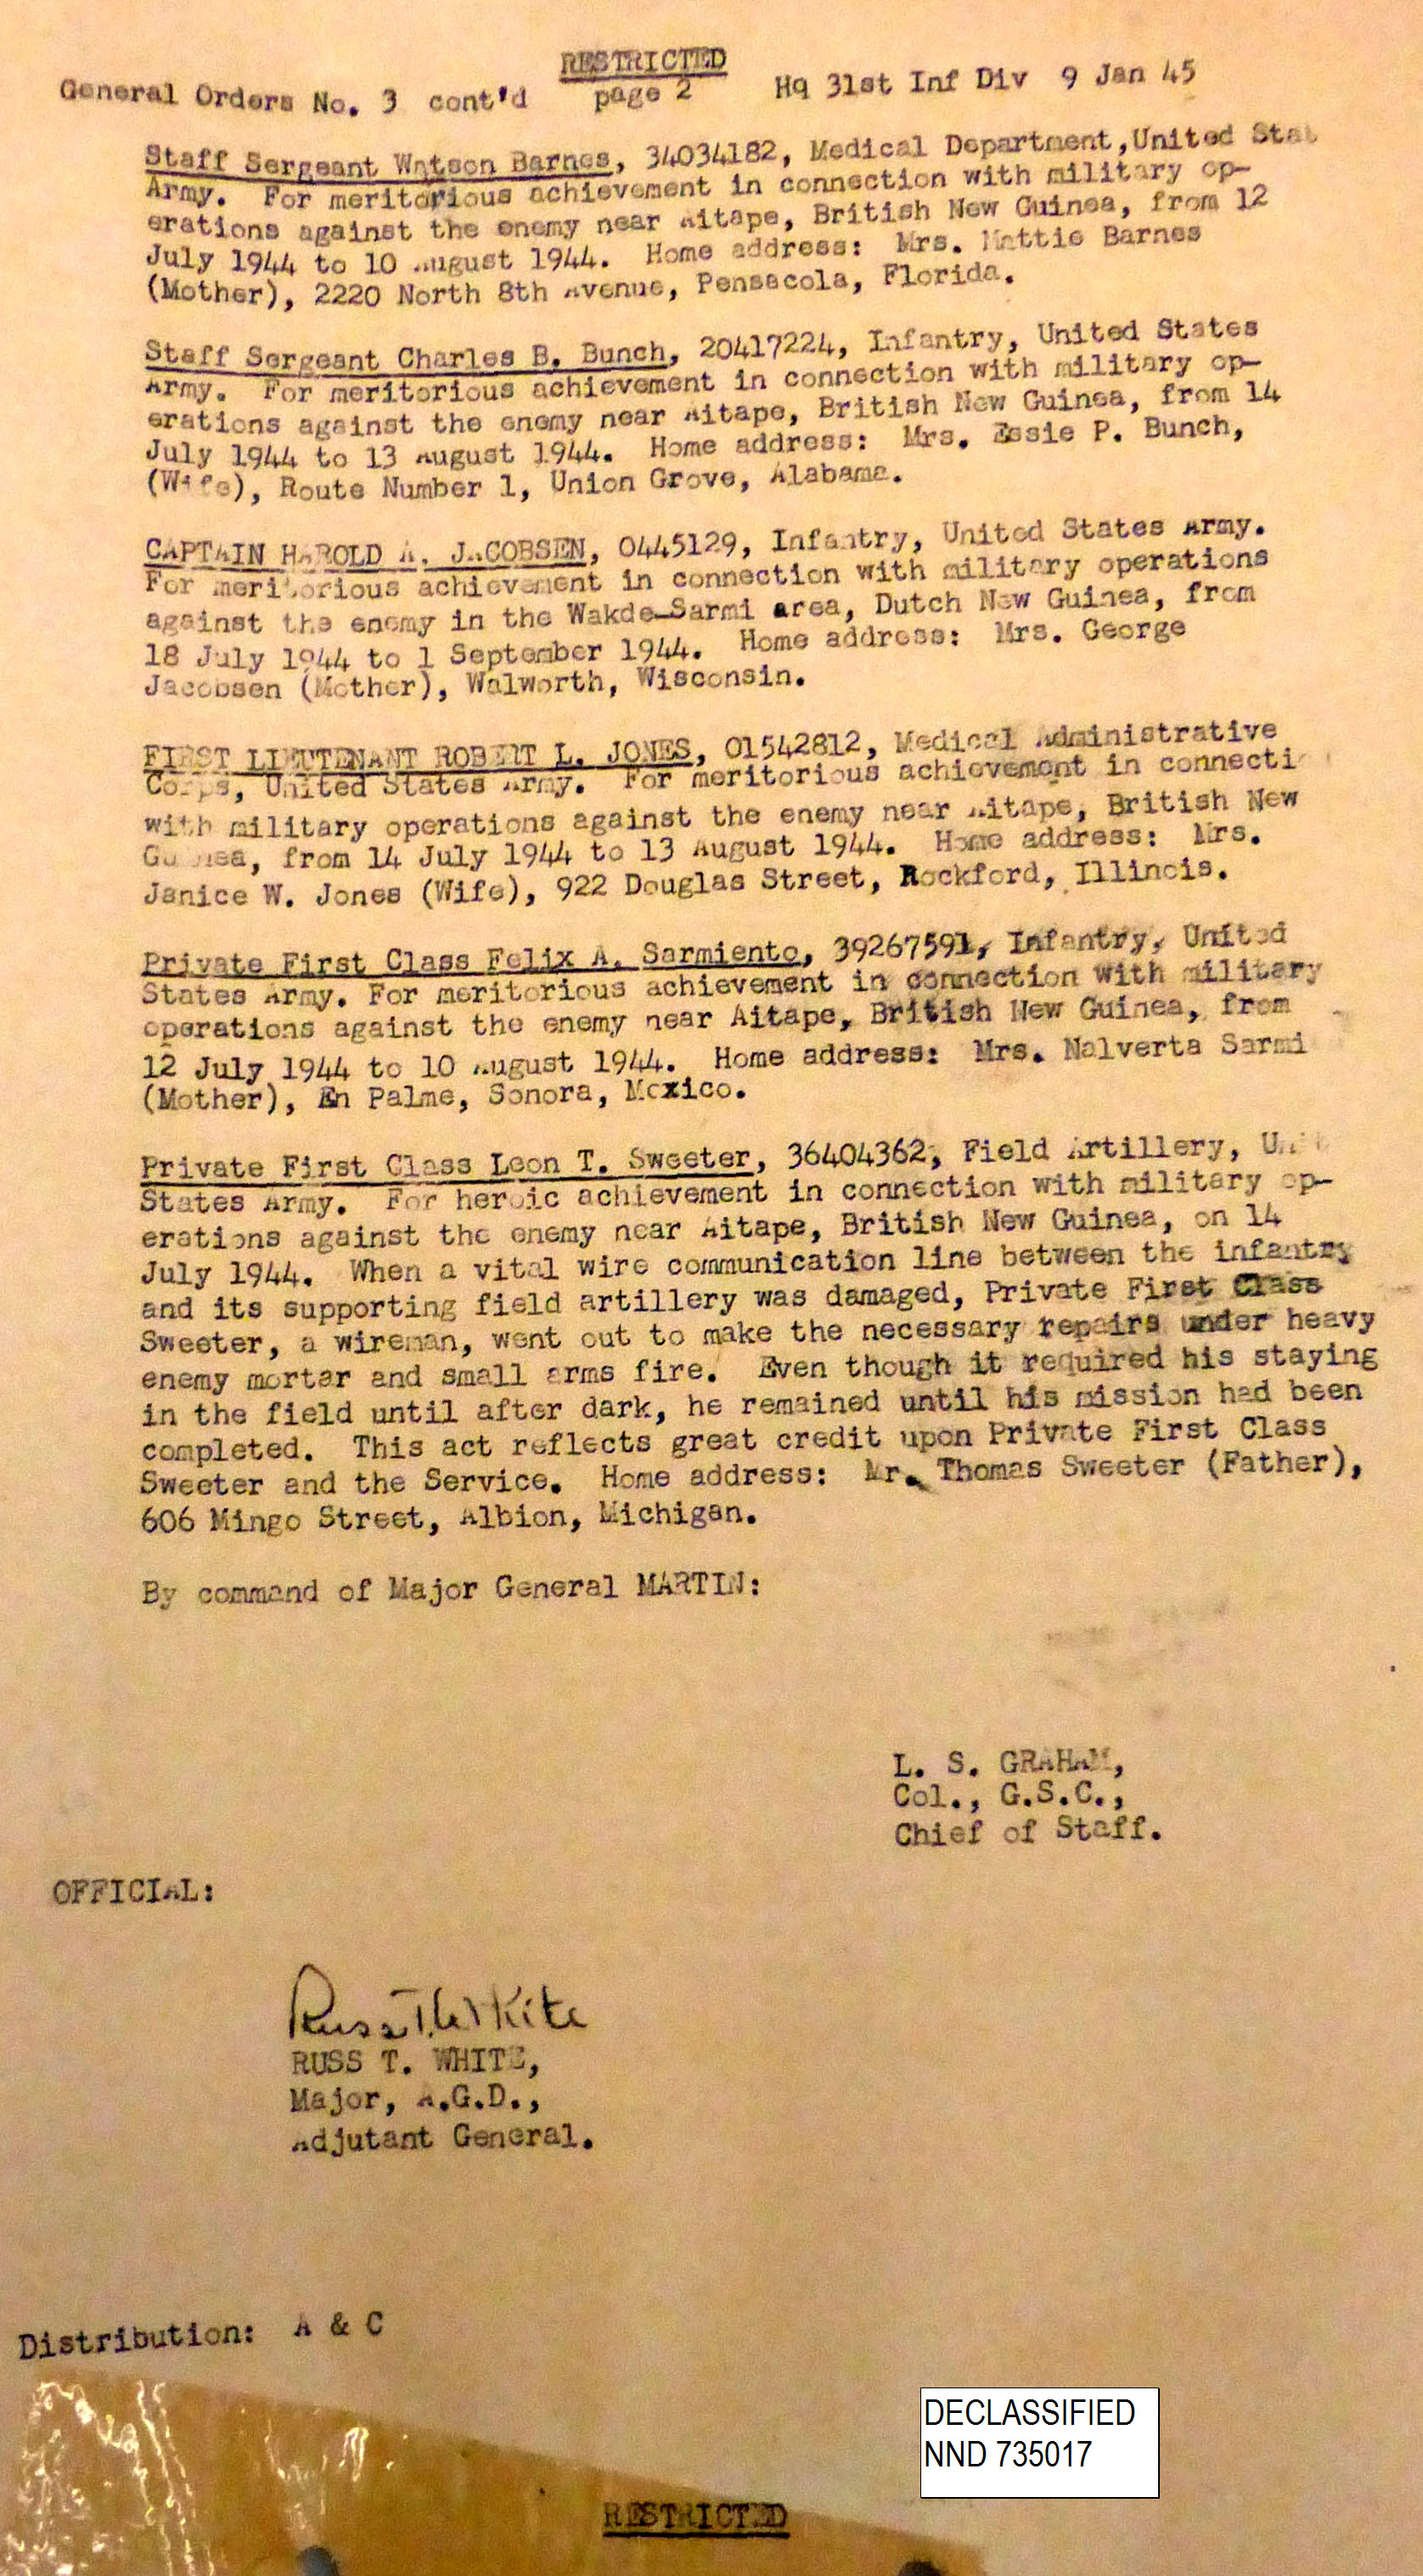 RESTRICTED
General Orders No. 3 cont'd page 2 Hq 31st Inf Div 9 Jan 45
Staff Sergeant Watson Barnes, 34034182, Medical Department,United Stat
Army. For meritorious achievement in connection with military op-
erations against the enemy near Aitape, British New Guinea, from 12
July 1944 to 10 August 1944. Home address: Mrs. Mattie Barnes
(Mother), 2220 North 8th Avenue, Pensacola, Florida.
Staff Sergeant Charles B. Bunch, 20417224, Infantry, United States
Army. For meritorious achievement in connection with military op-
erations against the enemy near Aitape, British New Guinea, from 14
July 1944 to 13 August 1944. Home address: Mrs. Essie P. Bunch,
(Wife), Route Number 1, Union Grove, Alabama.
CAPTAIN HAROLD A. JACOBSEN, O445129, Infantry, United States Army.
For meritorious achievement in connection with military operations
against the enemy in the Wakde-Sarmi area, Dutch New Guinea, from
18 July 1944 to 1 September 1944. Home address: Mrs. George
Jacobsen (Mother), Walworth, Wisconsin.
FIRST LIEUTENANT ROBERT L. JONES, O1542812, Medical Administrative
Corps, United States Army. For meritorious achievement in connecti
with military operations against the enemy near Aitape, British New
Guinea, from 14 July 1944 to 13 August 1944. Home address: Mrs.
Janice W. Jones (Wife), 922 Douglas Street, Rockford, Illinois.
Private First Class Felix A. Sarmiento, 39267591, Infantry, United
States Army. For meritorious achievement in connection with military
operations against the enemy near Aitape, British New Guinea, from
12 July 1944 to 10 August 1944. Home address: Mrs. Nalverta Sarmi
(Mother), En Palme, Sonora, Mexico.
Private First Class Leon T. Sweeter, 36404362, Field Artillery,
States Army. For heroic achievement in connection with military op-
erations against the enemy near Aitape, British New Guinea, on 14
July 1944. When a vital wire communication line between the infantry
and its supporting field artillery was damaged, Private First Class
Sweeter, a wireman, went out to make the necessary repairs under heavy
enemy mortar and small arms fire. Even though it required his staying
in the field until after dark, he remained until his mission had been
completed. This act reflects great credit upon Private First Class
Sweeter and the Service. Home address: Mr. Thomas Sweeter (Father),
606 Mingo Street, Albion, Michigan.
By command of Major General MARTIN:
L. S. GRAHAM,
Col., G.S.C.,
Chief of Staff.
OFFICIAL:
Russ T. White
RUSS T. WHITE,
Major, A.G.D.,
Adjutant General.
Distribution: A & C
DECLASSIFIED
NND 735017
RESTRICTED